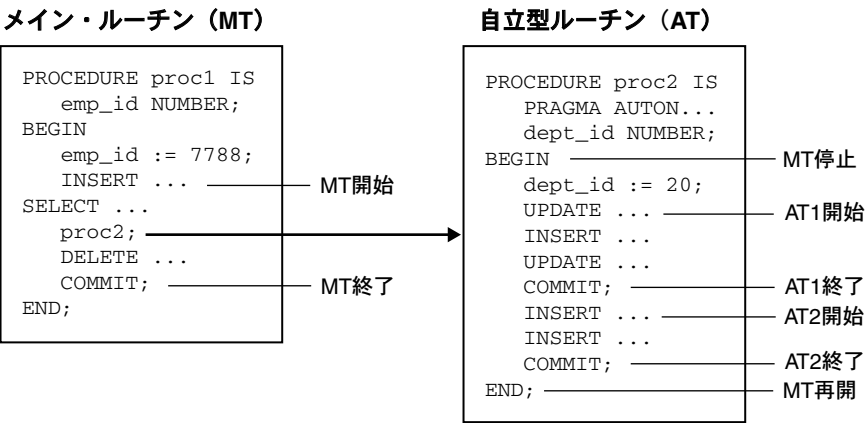 メイン・ルーチン（MT）
PROCEDURE proc1 IS
emp_id NUMBER;
BEGIN
emp_id := 7788;
INSERT ... MT開始
SELECT ...
proc2;
DELETE ...
COMMIT; MT終了
END;
自立型ルーチン（AT）
PROCEDURE proc2 IS
PRAGMA AUTON...
dept_id NUMBER;
BEGIN MT停止
dept_id := 20;
UPDATE ... AT1開始
INSERT ...
UPDATE ...
COMMIT; AT1終了
INSERT ... AT2開始
INSERT ...
COMMIT; AT2終了
END; MT再開